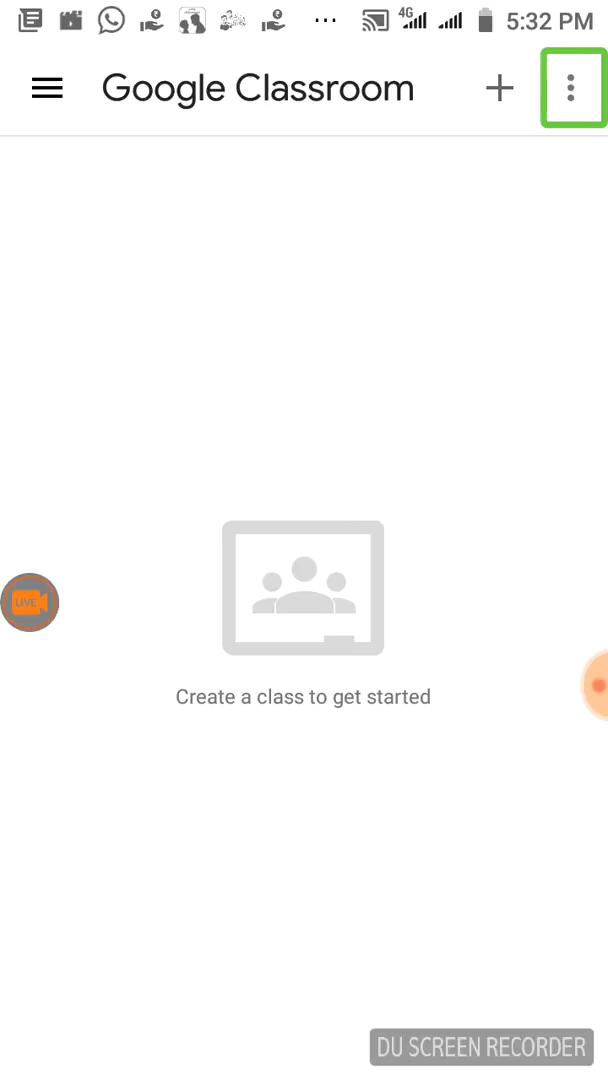 4G 5:32 PM
Google Classroom
LIVE
Create a class to get started
DU SCREEN RECORDER